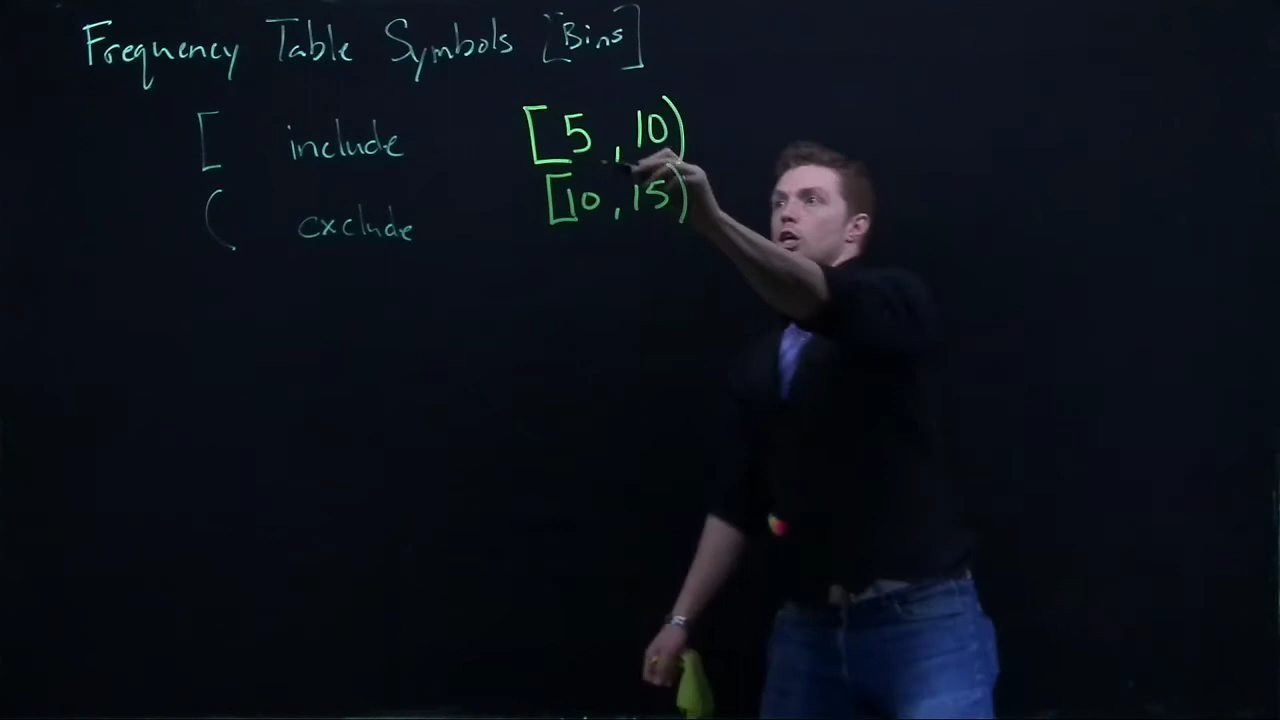 Frequency Table Symbols [Bins]
[ include [5, 10)
[10, 15)
( exclude